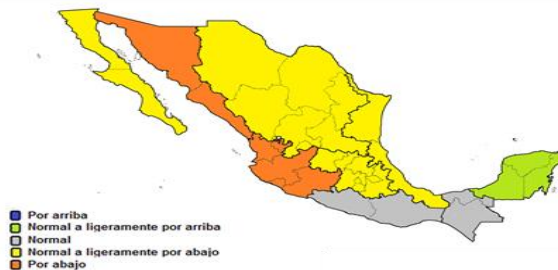 Por arriba
Normal a ligeramente por arriba
Normal
Normal a ligeramente por abajo
Por abajo